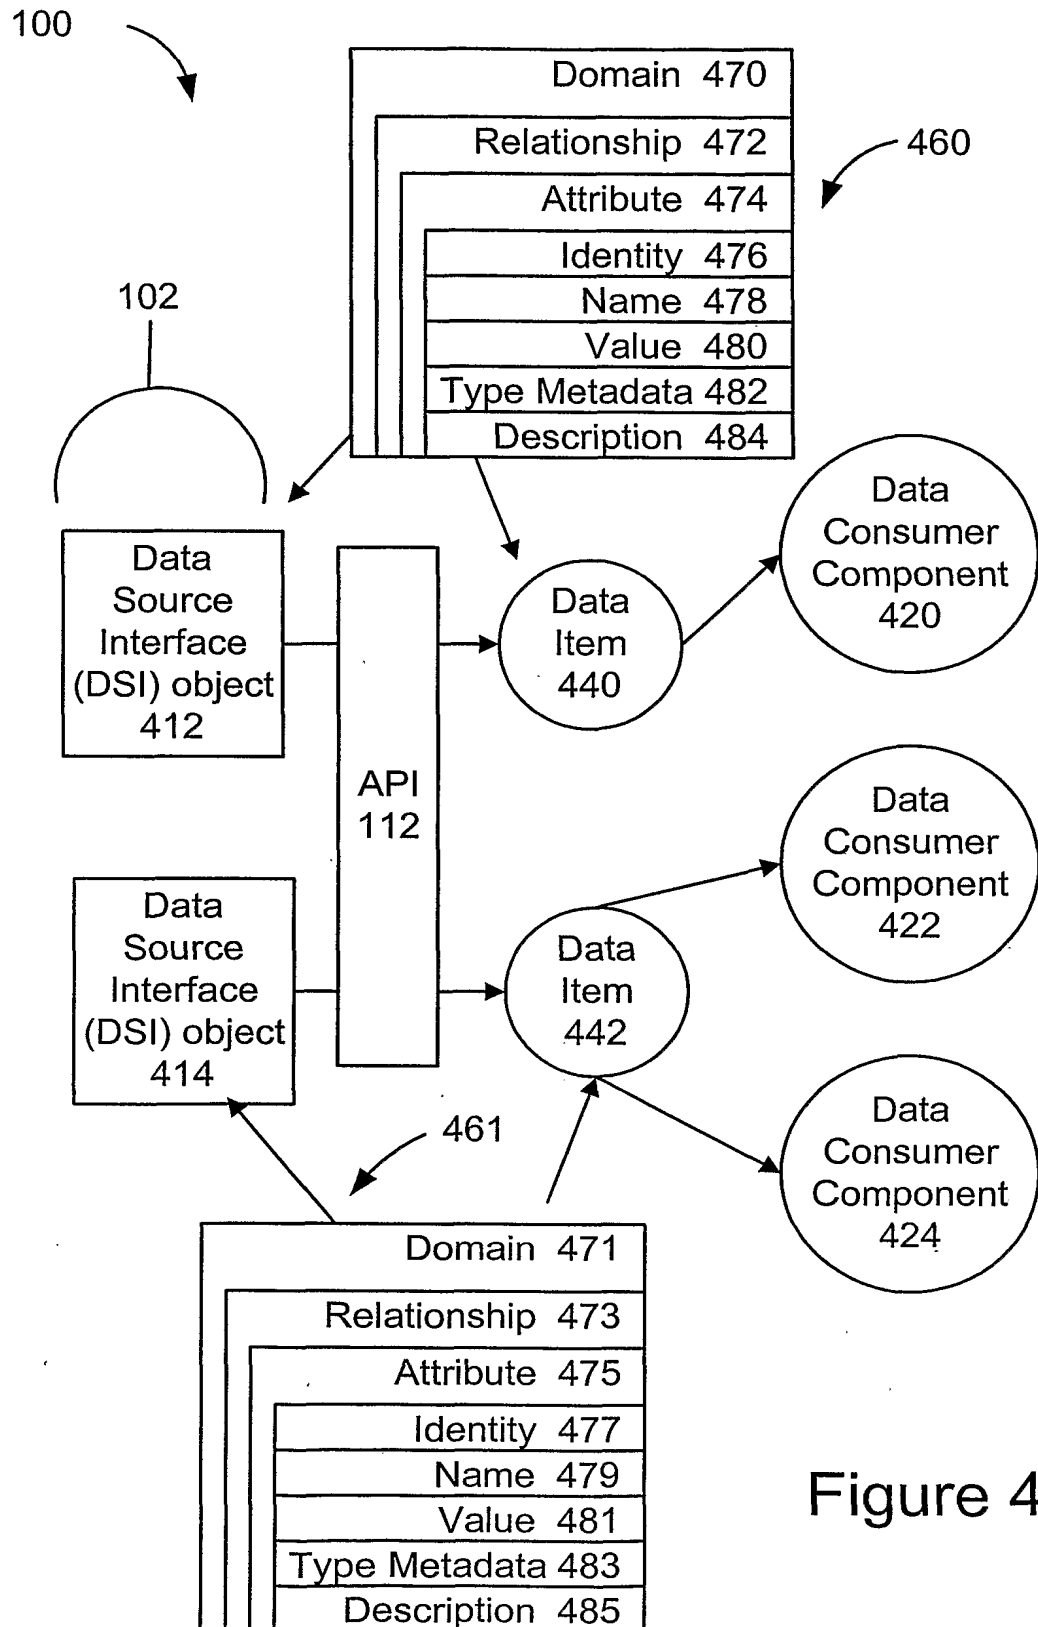 100
Domain 470
Relationship 472
Attribute 474
Identity 476
Name 478
Value 480
Type Metadata 482
Description 484
460
102
Data
Source
Interface
(DSI) object
412
API
112
Data
Item
440
Data
Consumer
Component
420
Data
Consumer
Component
422
Data
Source
Interface
(DSI) object
414
Data
Item
442
Data
Consumer
Component
424
461
Domain 471
Relationship 473
Attribute 475
Identity 477
Name 479
Value 481
Type Metadata 483
Description 485
Figure 4